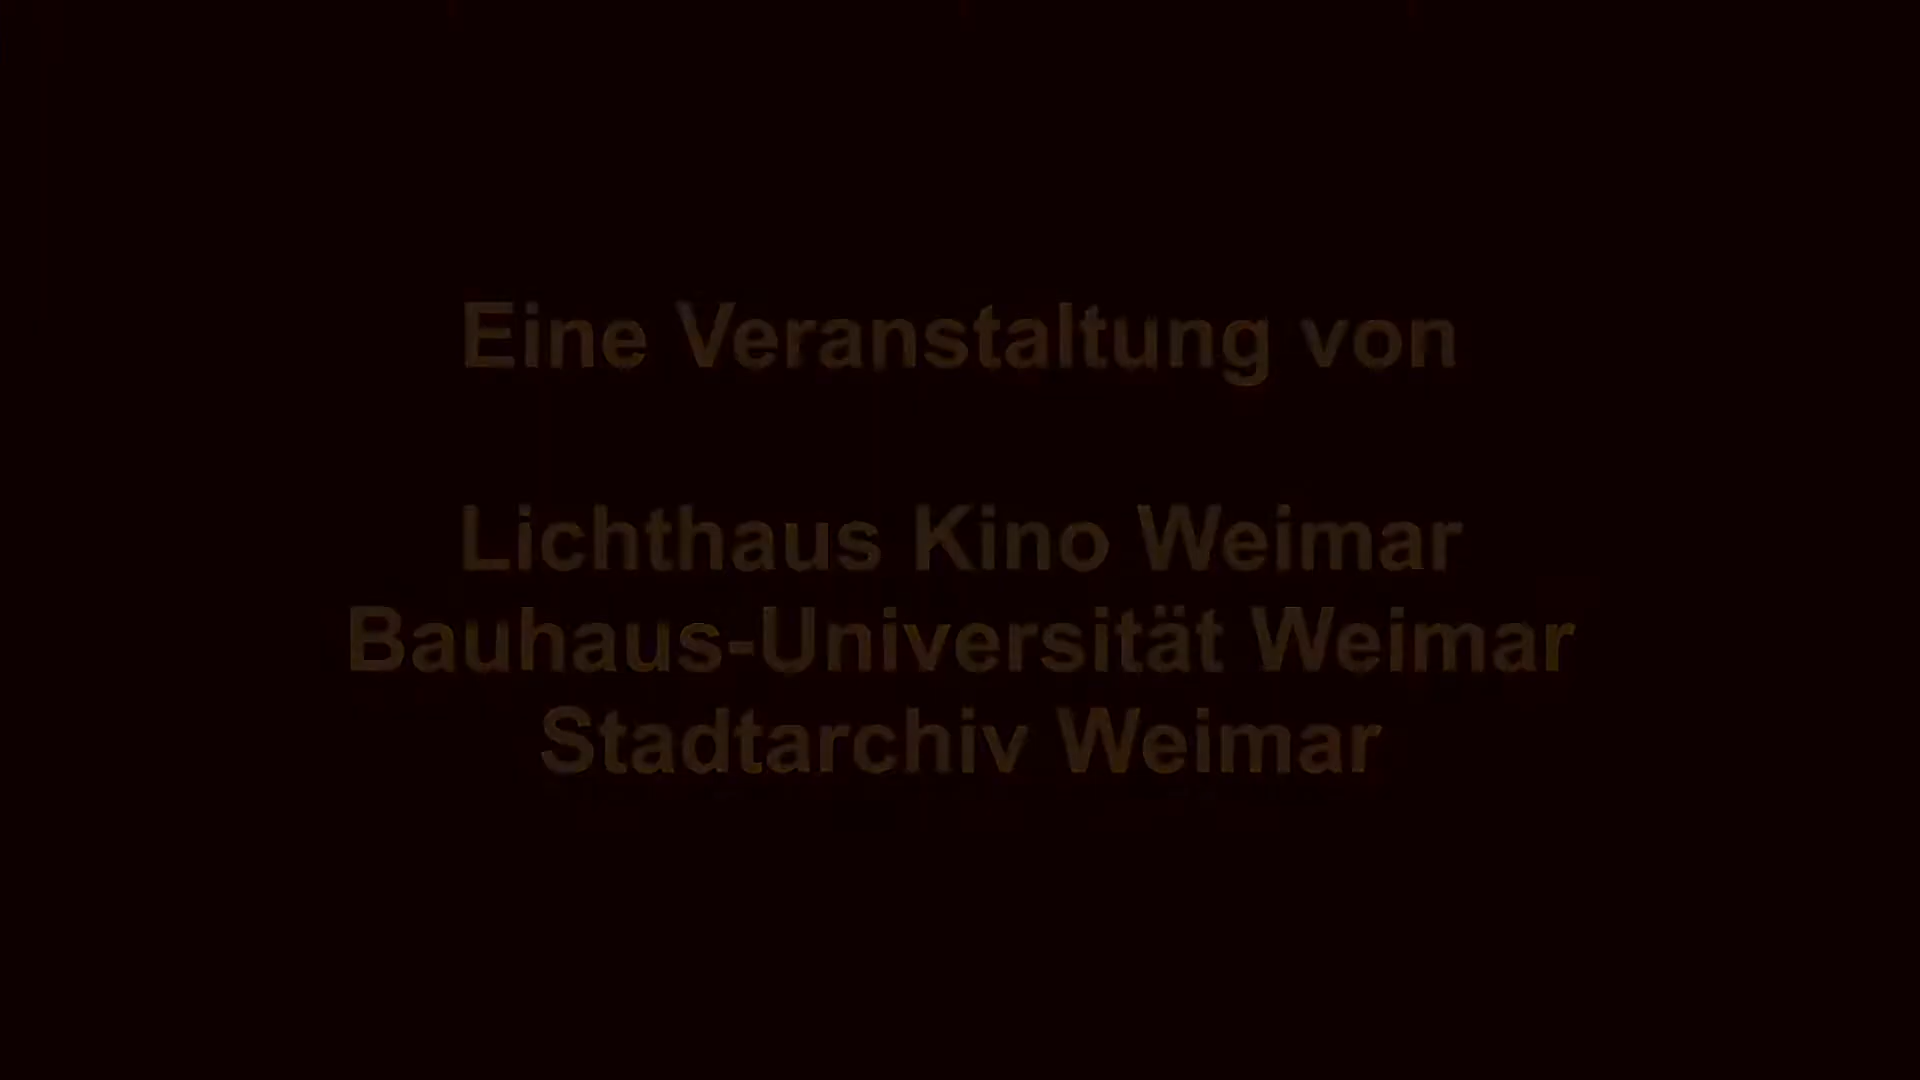 Eine Veranstaltung von
Lichthaus Kino Weimar
Bauhaus-Universität Weimar
Stadtarchiv Weimar